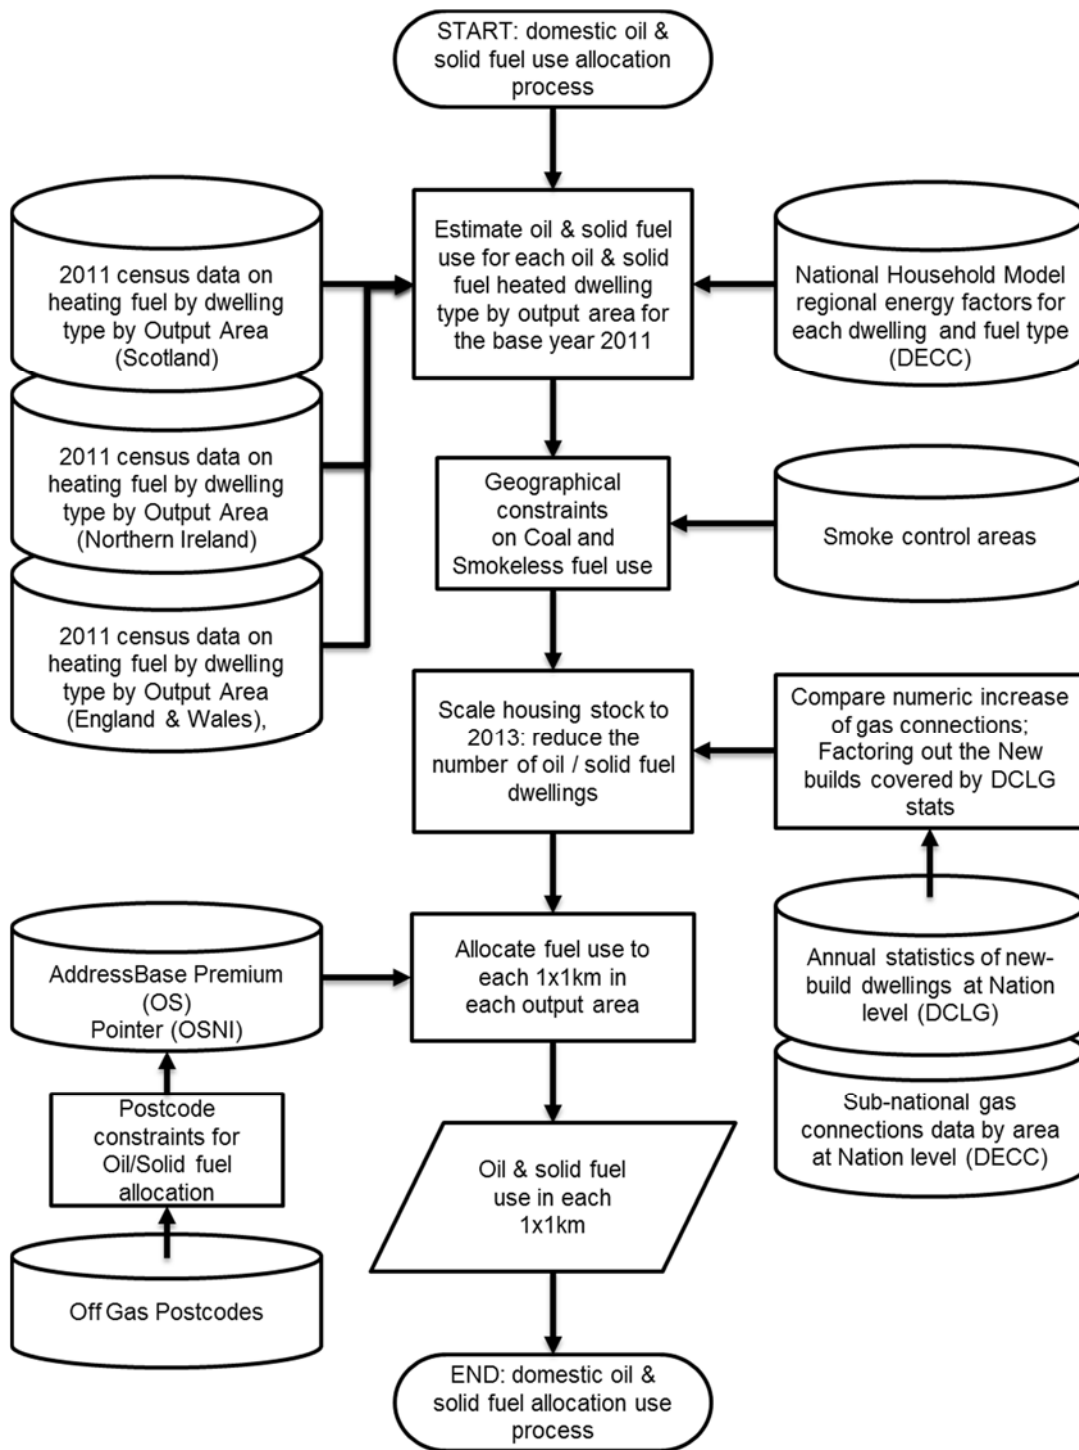 START: domestic oil &
solid fuel use allocation
process
2011 census data on
heating fuel by dwelling
type by Output Area
(Scotland)
Estimate oil & solid fuel
use for each oil & solid
fuel heated dwelling
type by output area for
the base year 2011
National Household Model
regional energy factors for
each dwelling and fuel type
(DECC)
2011 census data on
heating fuel by dwelling
type by Output Area
(Northern Ireland)
Geographical
constraints
on Coal and
Smokeless fuel use
Smoke control areas
2011 census data on
heating fuel by dwelling
type by Output Area
(England & Wales),
Scale housing stock to
2013: reduce the
number of oil / solid fuel
dwellings
Compare numeric increase
of gas connections;
Factoring out the New
builds covered by DCLG
stats
AddressBase Premium
(OS)
Pointer (OSNI)
Allocate fuel use to
each 1x1km in
each output area
Annual statistics of new-
build dwellings at Nation
level (DCLG)
Postcode
constraints for
Oil/Solid fuel
allocation
Oil & solid fuel
use in each
1x1km
Sub-national gas
connections data by area
at Nation level (DECC)
Off Gas Postcodes
END: domestic oil &
solid fuel allocation use
process